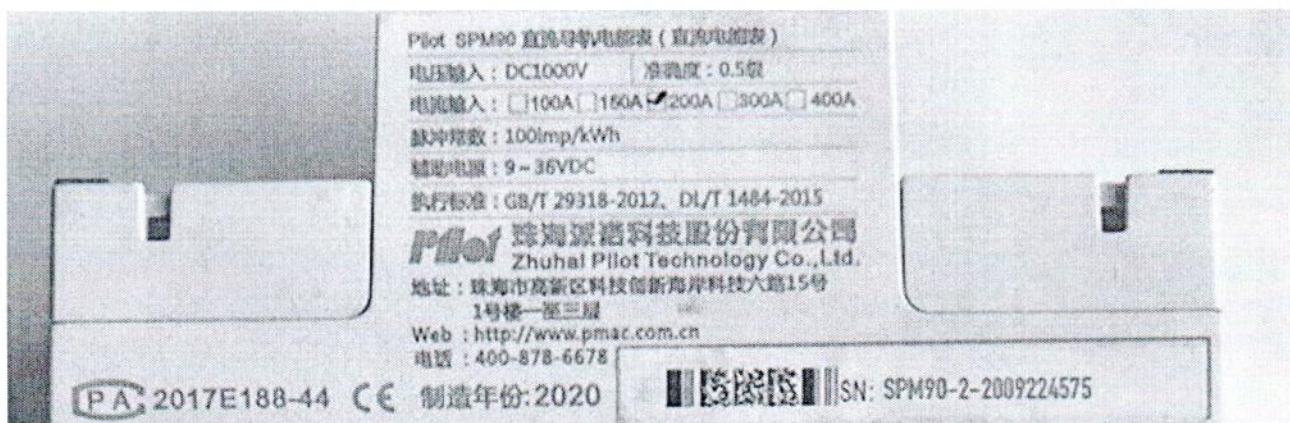 Pilot SPM90 直流导轨电能表（直流电能表）
电压输入：DC1000V 准确度：0.5级
电流输入：☐100A☐150A☑200A☐300A☐400A
脉冲常数：100imp/kWh
辅助电源：9~36VDC
执行标准：GB/T 29318-2012、DL/T 1484-2015
Pilot 珠海派诺科技股份有限公司
Zhuhai Pilot Technology Co.,Ltd.
地址：珠海市高新区科技创新海岸科技六路15号
1号楼一至三层
Web：http://www.pmac.com.cn
电话：400-878-6678
PA 2017E188-44 CE 制造年份:2020
SN: SPM90-2-2009224575